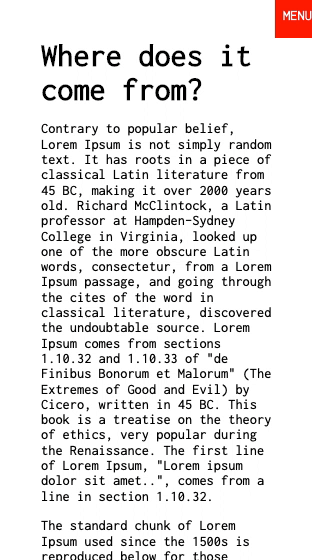 MENU
Where does it
come from?
Contrary to popular belief,
Lorem Ipsum is not simply random
text. It has roots in a piece of
classical Latin literature from
45 BC, making it over 2000 years
old. Richard McClintock, a Latin
professor at Hampden-Sydney
College in Virginia, looked up
one of the more obscure Latin
words, consectetur, from a Lorem
Ipsum passage, and going through
the cites of the word in
classical literature, discovered
the undoubtable source. Lorem
Ipsum comes from sections
1.10.32 and 1.10.33 of "de
Finibus Bonorum et Malorum" (The
Extremes of Good and Evil) by
Cicero, written in 45 BC. This
book is a treatise on the theory
of ethics, very popular during
the Renaissance. The first line
of Lorem Ipsum, "Lorem ipsum
dolor sit amet..", comes from a
line in section 1.10.32.
The standard chunk of Lorem
Ipsum used since the 1500s is
reproduced below for those